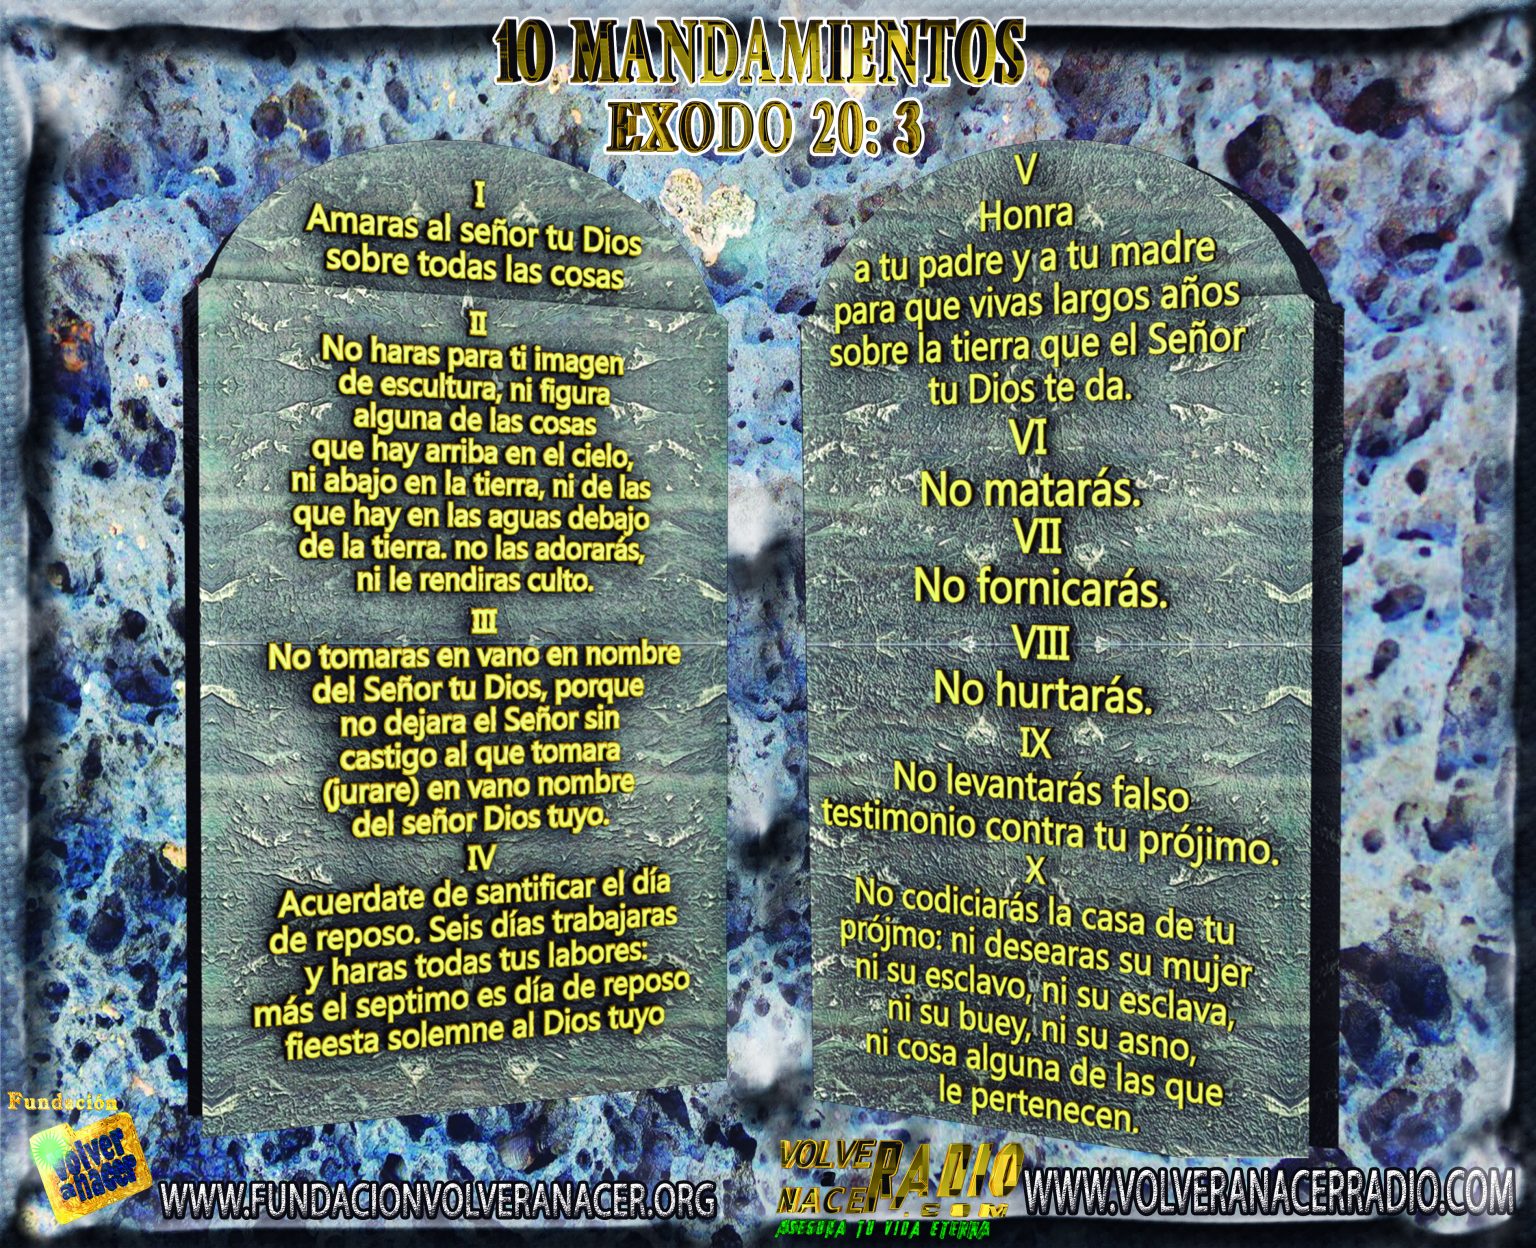 10 MANDAMIENTOS
EXODO 20: 3
I
Amaras al señor tu Dios
sobre todas las cosas
II
No haras para ti imagen
de escultura, ni figura
alguna de las cosas
que hay arriba en el cielo,
ni abajo en la tierra, ni de las
que hay en las aguas debajo
de la tierra. no las adorarás,
ni le rendiras culto.
III
No tomaras en vano en nombre
del Señor tu Dios, porque
no dejara el Señor sin
castigo al que tomara
(jurare) en vano nombre
del señor Dios tuyo.
IV
Acuerdate de santificar el día
de reposo. Seis días trabajaras
y haras todas tus labores:
más el septimo es día de reposo
fieesta solemne al Dios tuyo
V
Honra
a tu padre y a tu madre
para que vivas largos años
sobre la tierra que el Señor
tu Dios te da.
VI
No matarás.
VII
No fornicarás.
VIII
No hurtarás.
IX
No levantarás falso
testimonio contra tu prójimo.
X
No codiciarás la casa de tu
prójmo: ni desearas su mujer
ni su esclavo, ni su esclava,
ni su buey, ni su asno,
ni cosa alguna de las que
le pertenecen.
Fundación
volver
a nacer
WWW.FUNDACIONVOLVERANACER.ORG
VOLVER A
NACER RADIO
.COM
ASEGURA TU VIDA ETERNA
WWW.VOLVERANACERRADIO.COM